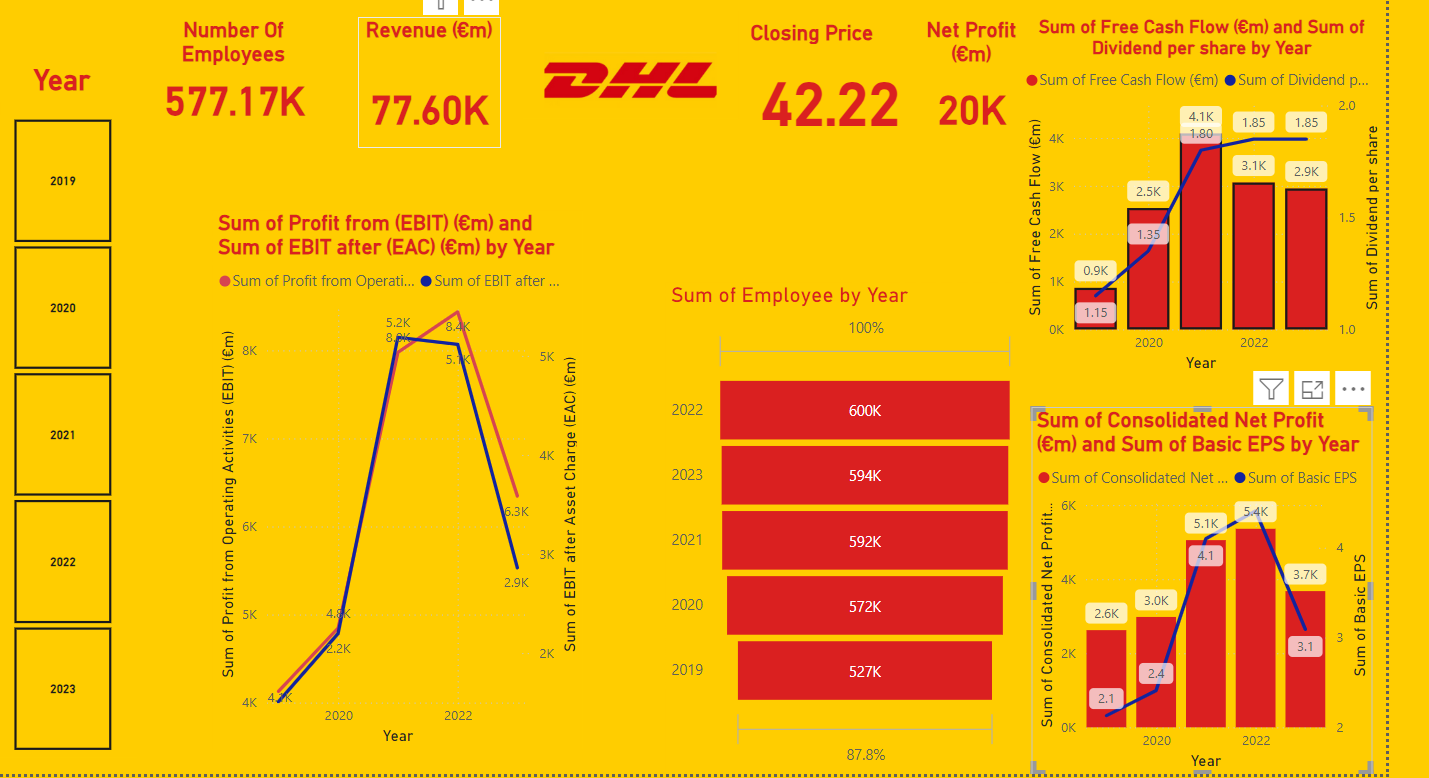 Year
2019
2020
2021
2022
2023
Number Of
Employees
577.17K
Revenue (€m)
77.60K
DHL
Closing Price
42.22
Net Profit
(€m)
20K
Sum of Profit from (EBIT) (€m) and
Sum of EBIT after (EAC) (€m) by Year
Sum of Profit from Operati... Sum of EBIT after ...
Sum of Profit from Operating Activities (EBIT) (€m)
8K
7K
6K
5K
4K
5.2K
8.4K
5.1K
6.3K
2.9K
4.8K
2.2K
5K
4K
3K
2K
Sum of EBIT after Asset Charge (EAC) (€m)
2020
2022
Year
Sum of Employee by Year
100%
2022 600K
2023 594K
2021 592K
2020 572K
2019 527K
87.8%
Sum of Free Cash Flow (€m) and Sum of
Dividend per share by Year
Sum of Free Cash Flow (€m) Sum of Dividend p...
Sum of Free Cash Flow (€m)
4K
3K
2K
1K
0K
0.9K
1.15
2.5K
1.35
4.1K
1.80
1.85
3.1K
1.85
2.9K
2.0
1.5
1.0
Sum of Dividend per share
2020
2022
Year
Sum of Consolidated Net Profit
(€m) and Sum of Basic EPS by Year
Sum of Consolidated Net ... Sum of Basic EPS
Sum of Consolidated Net Profit...
6K
4K
2K
0K
2.6K
2.1
3.0K
2.4
5.1K
4.1
5.4K
3.7K
3.1
4
3
2
Sum of Basic EPS
2020
2022
Year